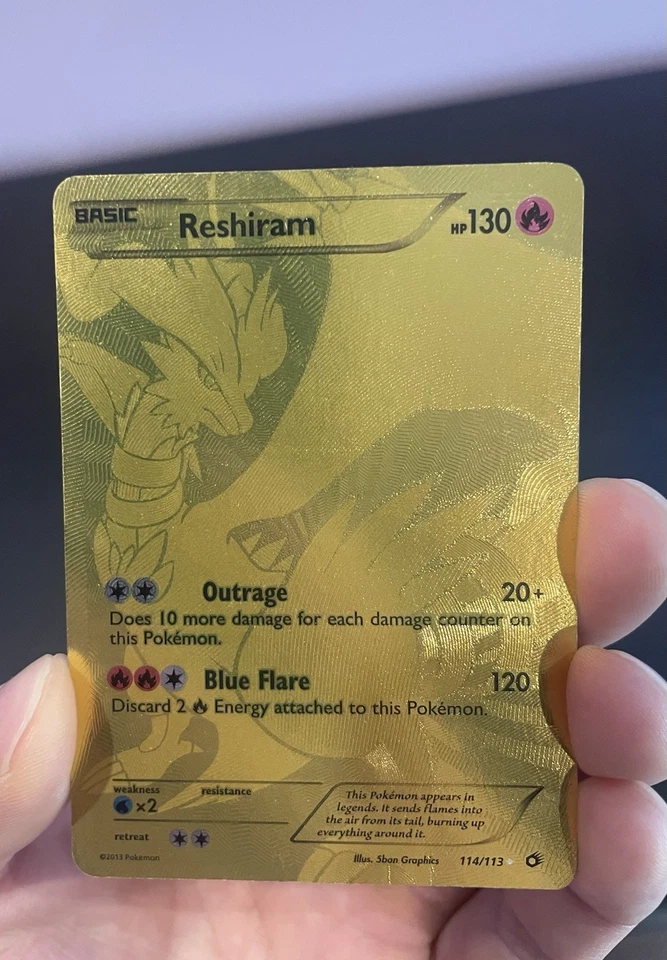 BASIC Reshiram HP 130
Outrage 20+
Does 10 more damage for each damage counter on
this Pokémon.
Blue Flare 120
Discard 2 Energy attached to this Pokémon.
weakness resistance
×2
retreat
This Pokémon appears in
legends. It sends flames into
the air from its tail, burning up
everything around it.
©2013 Pokémon
Illus. 5ban Graphics 114/113